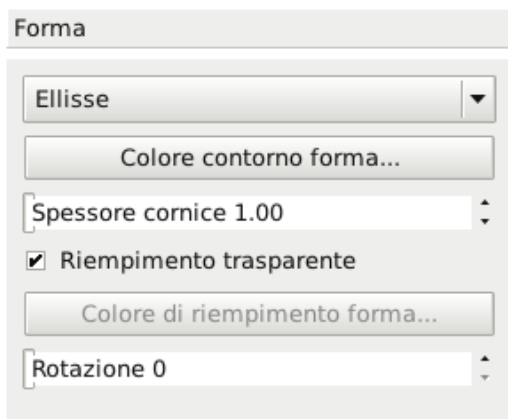 Forma
Ellisse
Colore contorno forma...
Spessore cornice 1.00
Riempimento trasparente
Colore di riempimento forma...
Rotazione 0